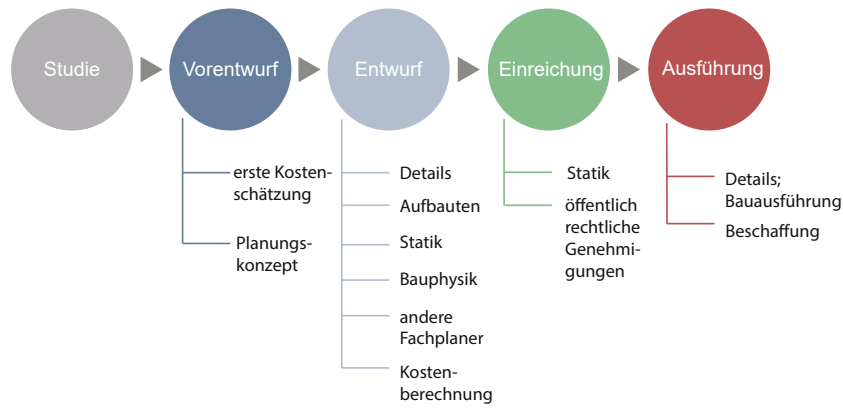 Studie
Vorentwurf
Entwurf
Einreichung
Ausführung
erste Kosten-
schätzung
Planungs-
konzept
Details
Aufbauten
Statik
Bauphysik
andere
Fachplaner
Kosten-
berechnung
Statik
öffentlich
rechtliche
Genehmi-
gungen
Details;
Bauausführung
Beschaffung